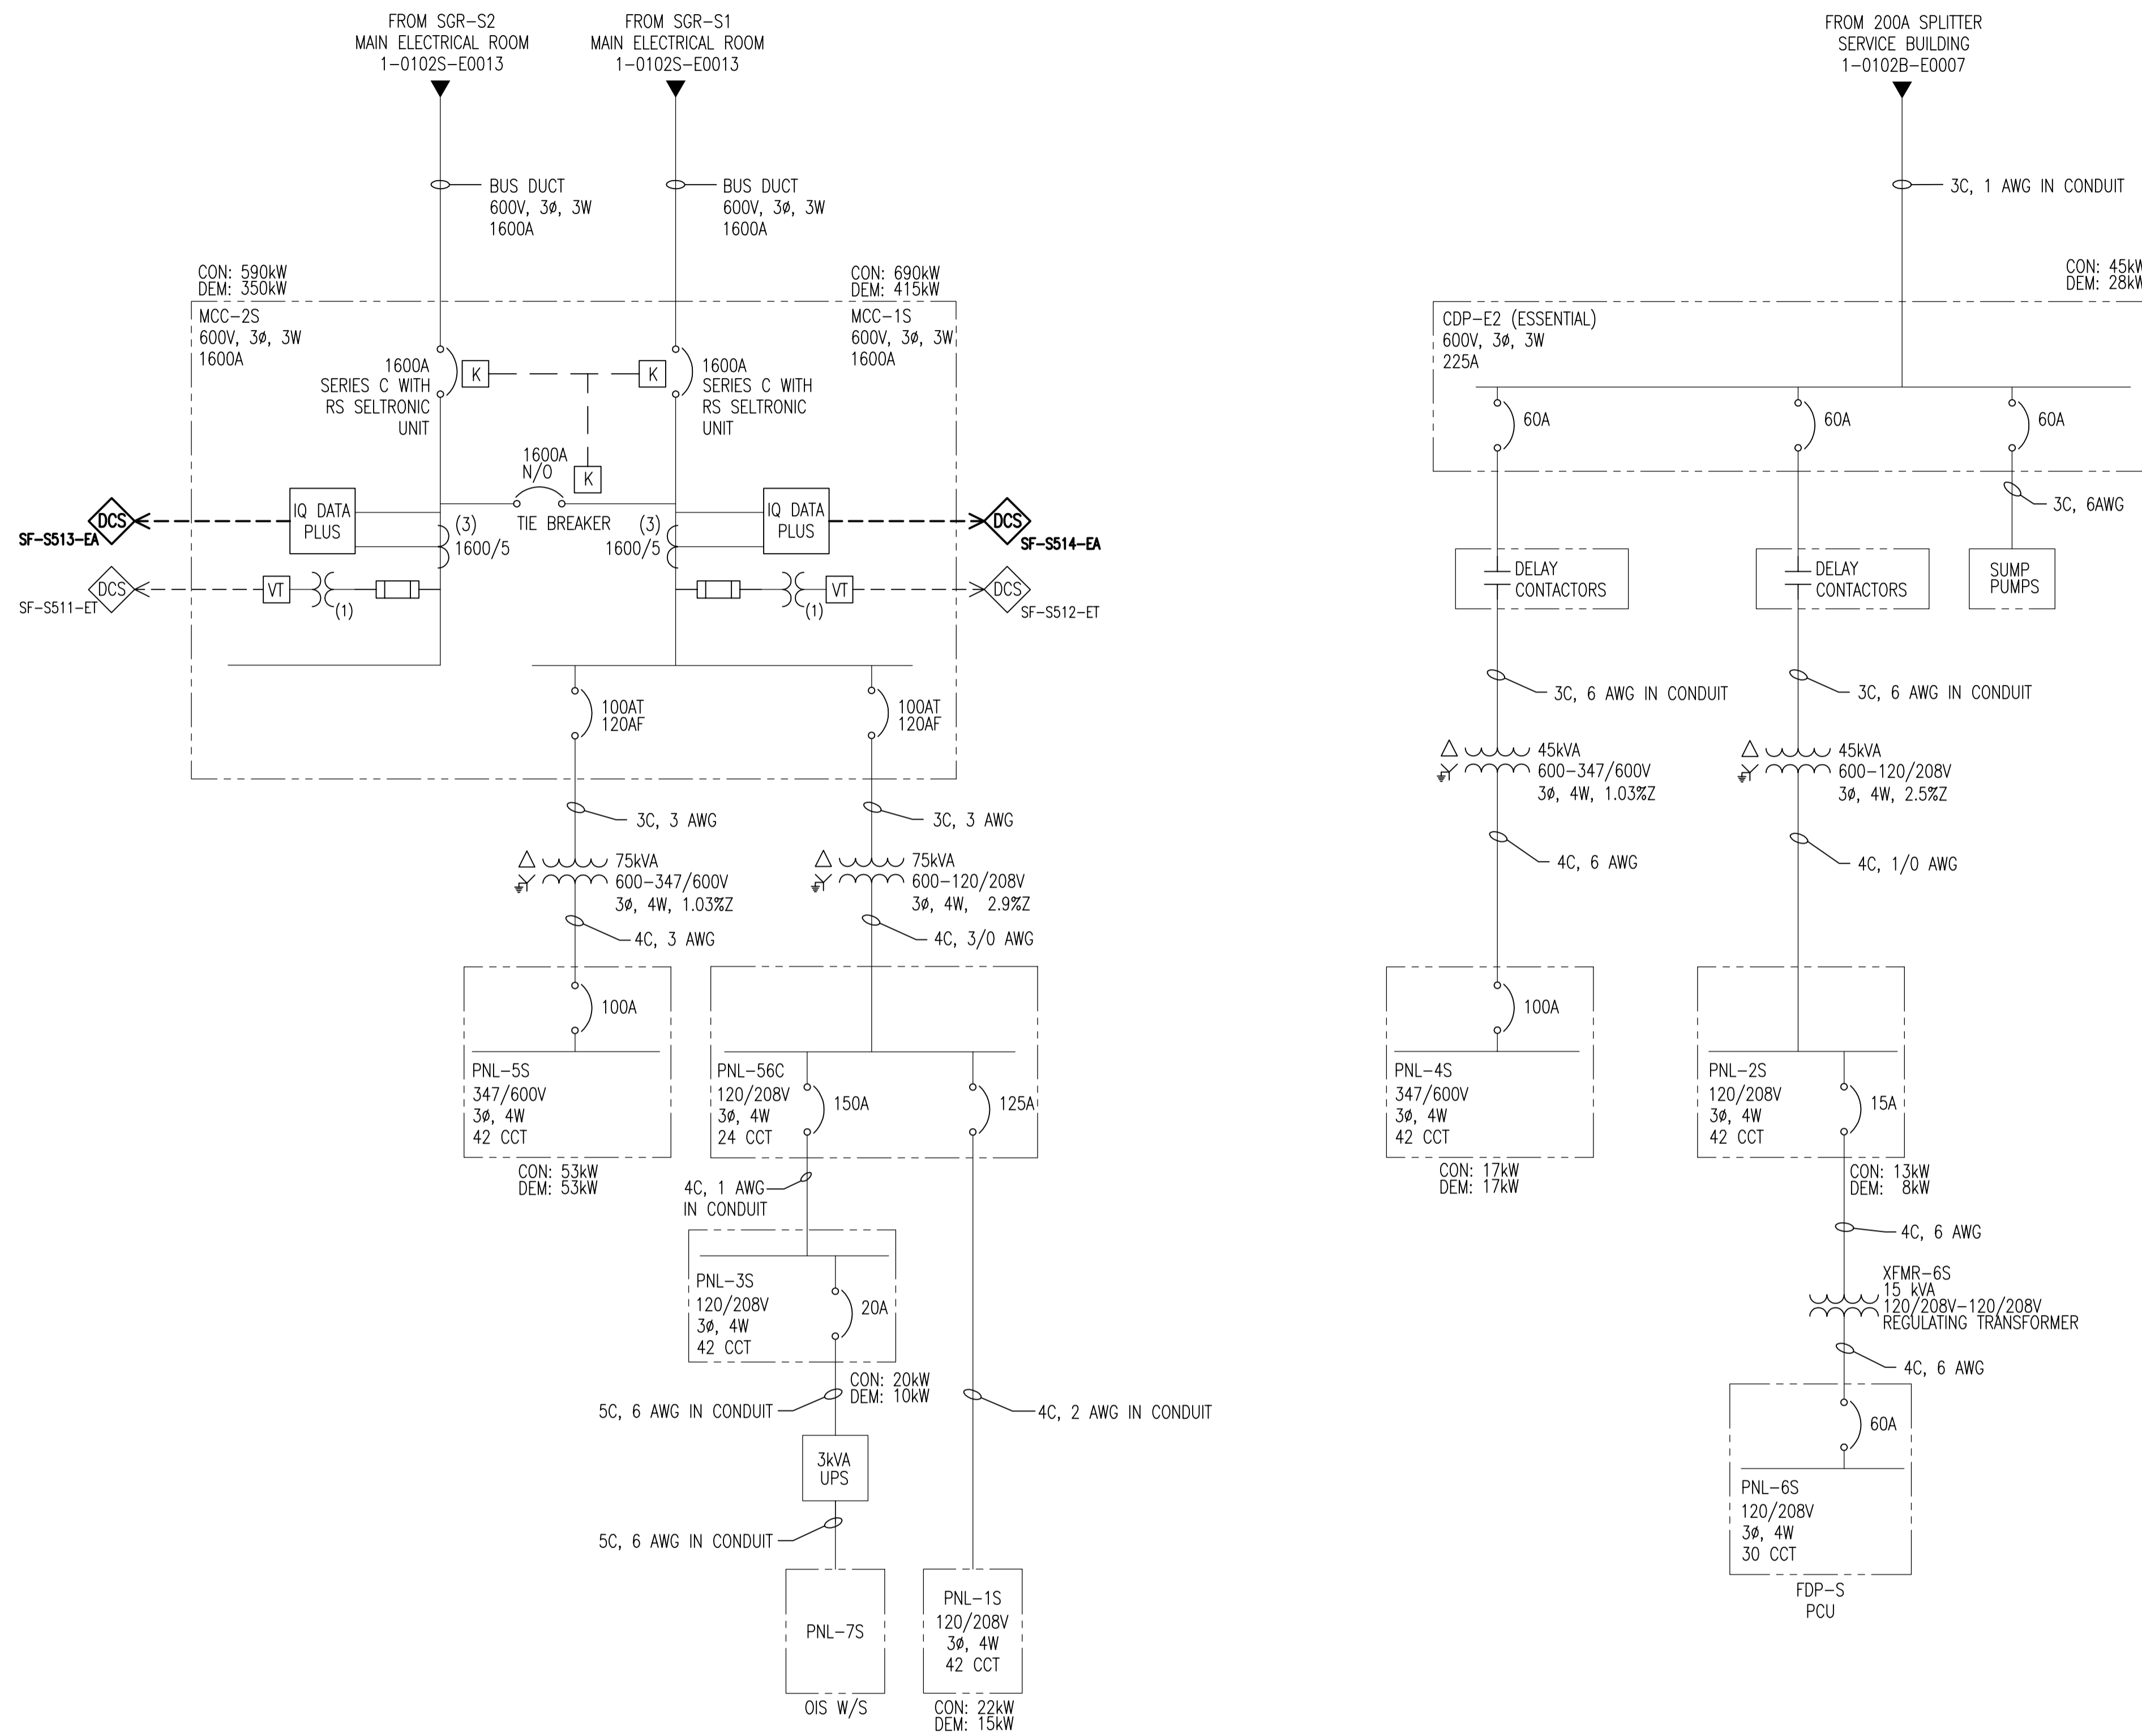 FROM SGR-S2
MAIN ELECTRICAL ROOM
1-0102S-E0013
FROM SGR-S1
MAIN ELECTRICAL ROOM
1-0102S-E0013
FROM 200A SPLITTER
SERVICE BUILDING
1-0102B-E0007
BUS DUCT
600V, 3ø, 3W
1600A
BUS DUCT
600V, 3ø, 3W
1600A
3C, 1 AWG IN CONDUIT
CON: 590kW
DEM: 350kW
CON: 690kW
DEM: 415kW
CON: 45kW
DEM: 28kW
MCC-2S
600V, 3ø, 3W
1600A
MCC-1S
600V, 3ø, 3W
1600A
1600A
SERIES C WITH
RS SELTRONIC
UNIT
K
K
1600A
SERIES C WITH
RS SELTRONIC
UNIT
1600A
N/O
K
TIE BREAKER
DCS
SF-S513-EA
IQ DATA
PLUS
(3)
1600/5
(3)
1600/5
IQ DATA
PLUS
DCS
SF-S514-EA
DCS
SF-S511-ET
VT
(1)
(1)
VT
DCS
SF-S512-ET
100AT
120AF
100AT
120AF
3C, 3 AWG
3C, 3 AWG
75kVA
600-347/600V
3ø, 4W, 1.03%Z
75kVA
600-120/208V
3ø, 4W, 2.9%Z
4C, 3 AWG
4C, 3/0 AWG
100A
PNL-5S
347/600V
3ø, 4W
42 CCT
CON: 53kW
DEM: 53kW
PNL-56C
120/208V
3ø, 4W
24 CCT
150A
125A
4C, 1 AWG
IN CONDUIT
PNL-3S
120/208V
3ø, 4W
42 CCT
20A
CON: 20kW
DEM: 10kW
5C, 6 AWG IN CONDUIT
4C, 2 AWG IN CONDUIT
3kVA
UPS
5C, 6 AWG IN CONDUIT
PNL-7S
OIS W/S
PNL-1S
120/208V
3ø, 4W
42 CCT
CON: 22kW
DEM: 15kW
CDP-E2 (ESSENTIAL)
600V, 3ø, 3W
225A
60A
60A
60A
3C, 6AWG
DELAY
CONTACTORS
DELAY
CONTACTORS
SUMP
PUMPS
3C, 6 AWG IN CONDUIT
3C, 6 AWG IN CONDUIT
45kVA
600-347/600V
3ø, 4W, 1.03%Z
45kVA
600-120/208V
3ø, 4W, 2.5%Z
4C, 6 AWG
4C, 1/0 AWG
100A
PNL-4S
347/600V
3ø, 4W
42 CCT
CON: 17kW
DEM: 17kW
PNL-2S
120/208V
3ø, 4W
42 CCT
15A
CON: 13kW
DEM: 8kW
4C, 6 AWG
XFMR-6S
15 kVA
120/208V-120/208V
REGULATING TRANSFORMER
4C, 6 AWG
60A
PNL-6S
120/208V
3ø, 4W
30 CCT
FDP-S
PCU